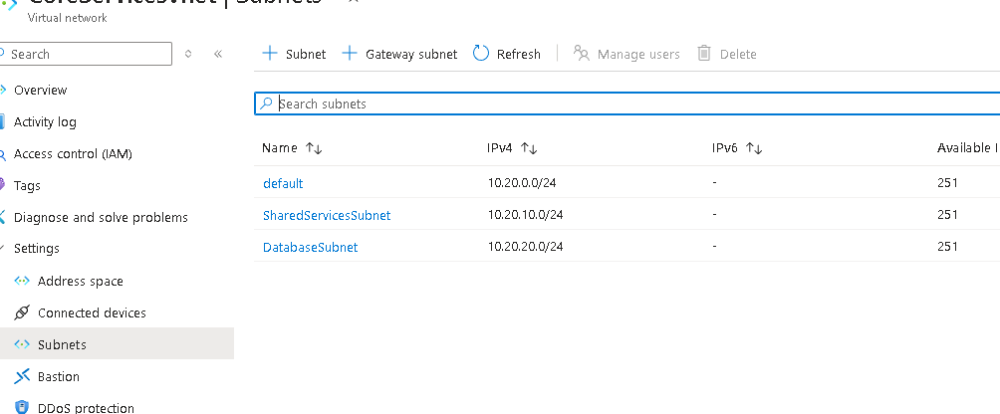 CoreServicesVnet | Subnets
Virtual network
Search
Subnet Gateway subnet Refresh Manage users Delete
Overview
Activity log
Access control (IAM)
Tags
Diagnose and solve problems
Settings
Address space
Connected devices
Subnets
Bastion
DDoS protection
Search subnets
Name IPv4 IPv6 Available I
default 10.20.0.0/24 - 251
SharedServicesSubnet 10.20.10.0/24 - 251
DatabaseSubnet 10.20.20.0/24 - 251